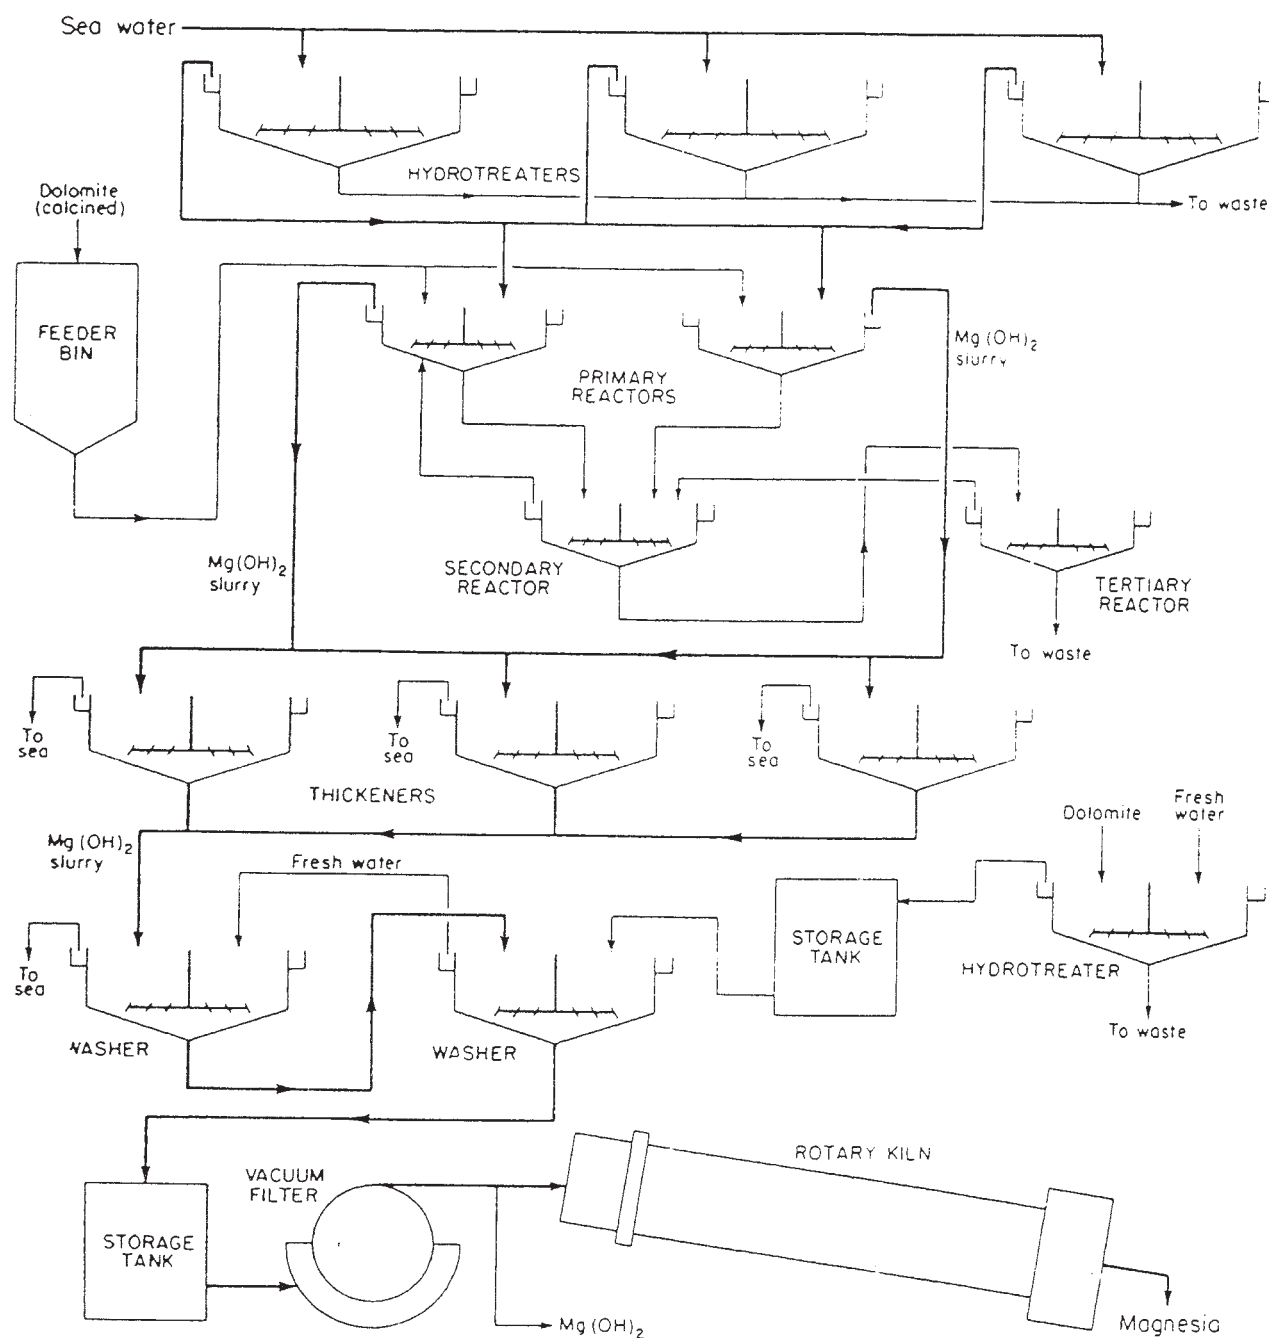 Sea water
HYDROTREATERS
To waste
Dolomite
(calcined)
FEEDER
BIN
PRIMARY
REACTORS
Mg(OH)2
slurry
Mg(OH)2
slurry
SECONDARY
REACTOR
TERTIARY
REACTOR
To waste
To
sea
To
sea
To
sea
THICKENERS
Mg(OH)2
slurry
Fresh water
Dolomite
Fresh
water
To
sea
STORAGE
TANK
HYDROTREATER
WASHER
WASHER
To waste
VACUUM
FILTER
ROTARY KILN
STORAGE
TANK
Mg(OH)2
Magnesia